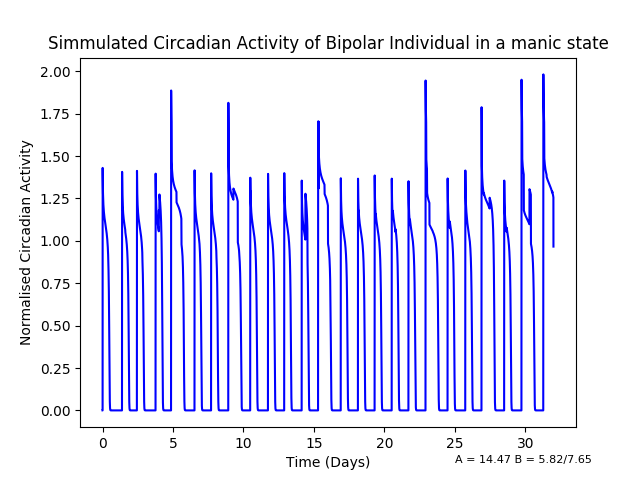 Simmulated Circadian Activity of Bipolar Individual in a manic state
2.00
1.75
1.50
1.25
1.00
0.75
0.50
0.25
0.00
Normalised Circadian Activity
0 5 10 15 20 25 30
Time (Days)
A = 14.47 B = 5.82/7.65